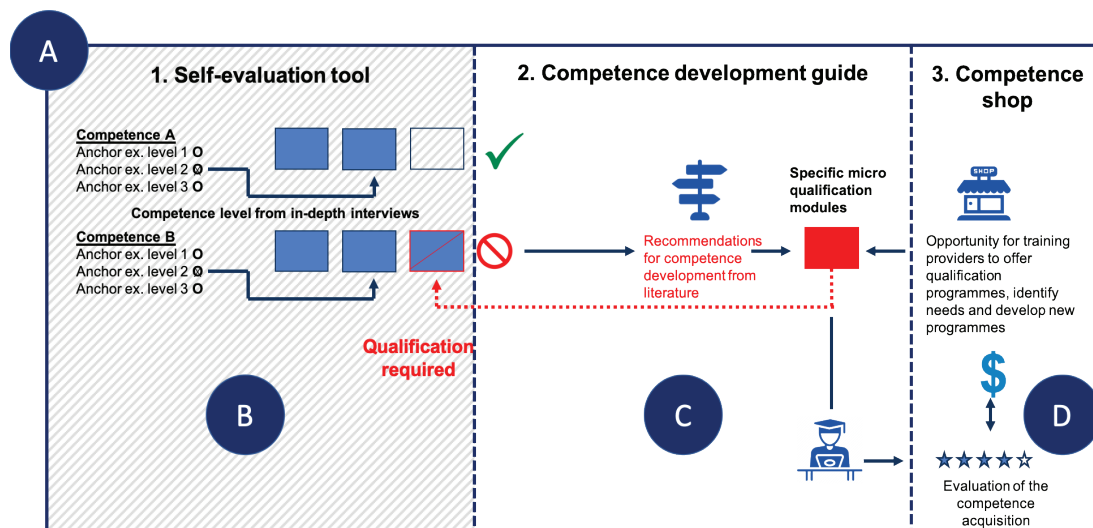 A
1. Self-evaluation tool
Competence A
Anchor ex. level 1 O
Anchor ex. level 2 O
Anchor ex. level 3 O
Competence level from in-depth interviews
Competence B
Anchor ex. level 1 O
Anchor ex. level 2 O
Anchor ex. level 3 O
Qualification
required
B
2. Competence development guide
Specific micro
qualification
modules
Recommendations
for competence
development from
literature
C
3. Competence
shop
SHOP
Opportunity for training
providers to offer
qualification
programmes, identify
needs and develop new
programmes
$
D
Evaluation of the
competence
acquisition